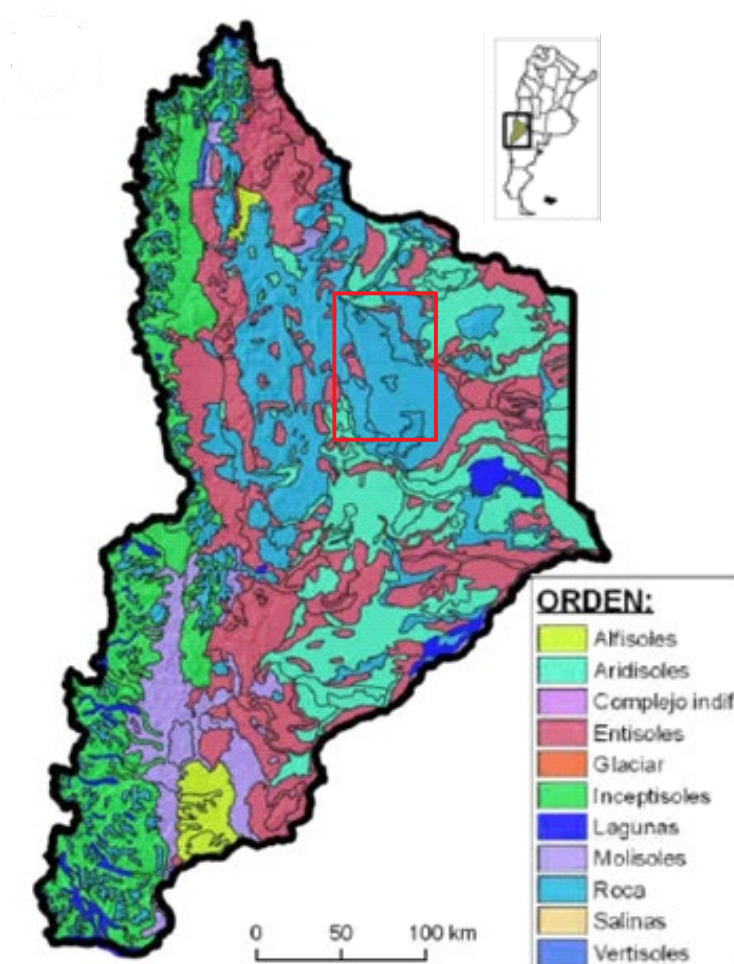 ORDEN:
Alfisoles
Aridisoles
Complejo indif
Entisoles
Glaciar
Inceptisoles
Lagunas
Molisoles
Roca
Salinas
Vertisoles
0 50 100 km